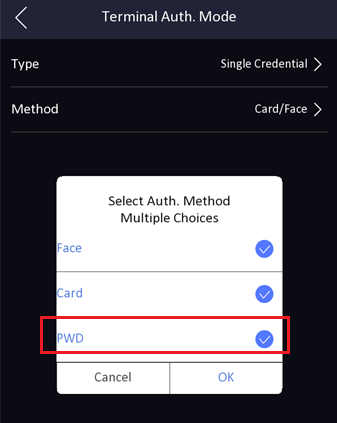 Terminal Auth. Mode
Type Single Credential
Method Card/Face
Select Auth. Method
Multiple Choices
Face
Card
PWD
Cancel OK